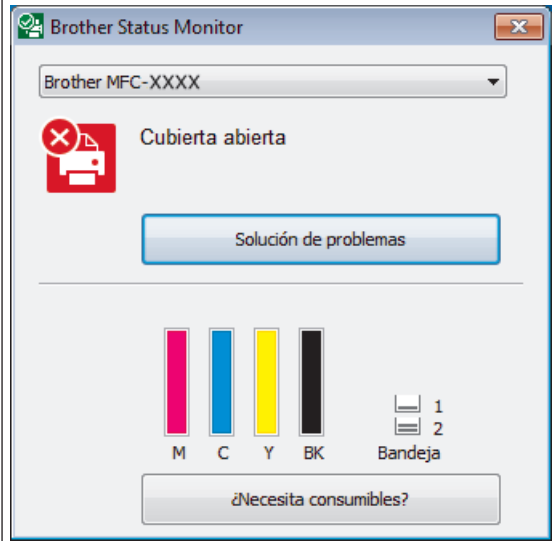 Brother Status Monitor
Brother MFC-XXXX
Cubierta abierta
Solución de problemas
1
2
M C Y BK Bandeja
¿Necesita consumibles?